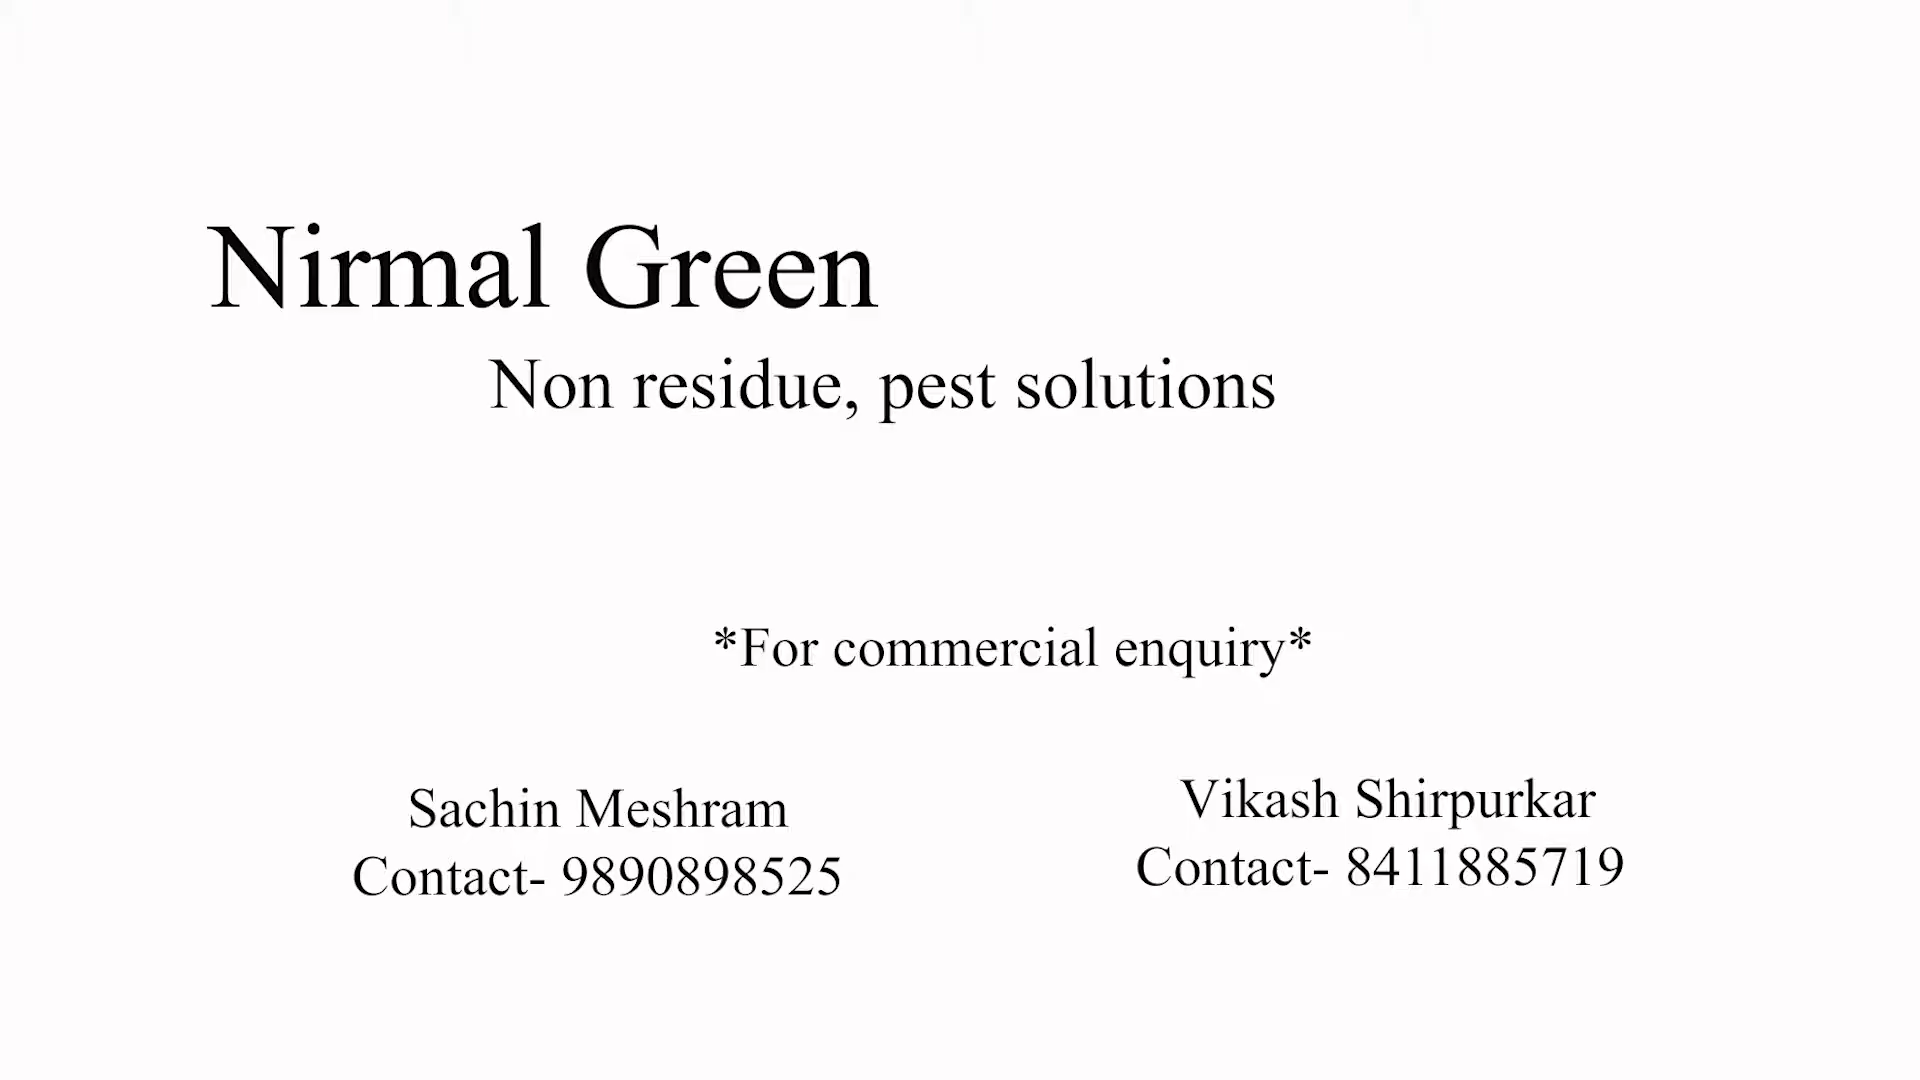 Nirmal Green
Non residue, pest solutions
*For commercial enquiry*
Sachin Meshram
Contact- 9890898525
Vikash Shirpurkar
Contact- 8411885719